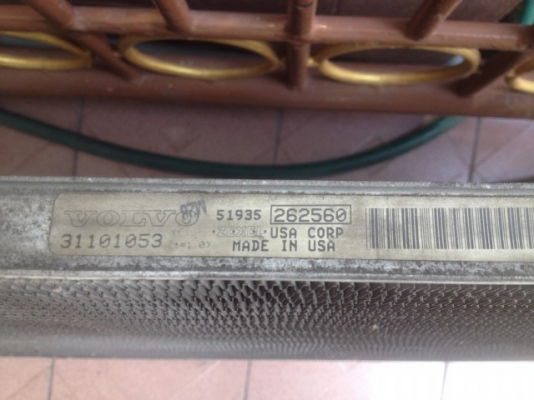 VOLVO 51935 262560
31101053 USA CORP
MADE IN USA